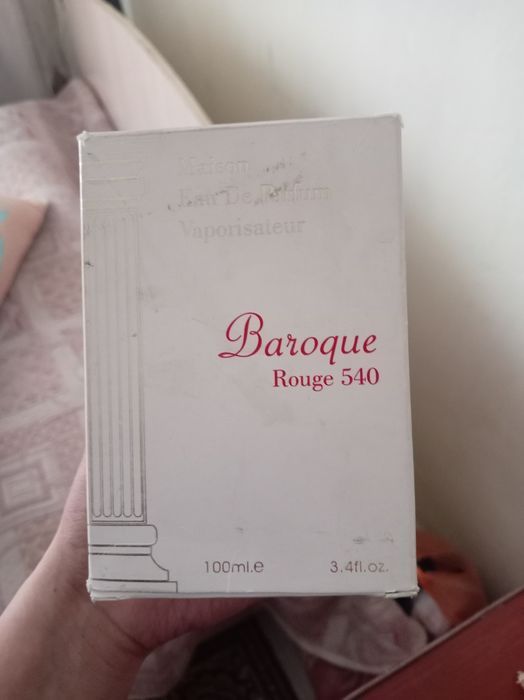 Maison
Eau De Parfum
Vaporisateur
Baroque
Rouge 540
100ml.e
3.4fl.oz.